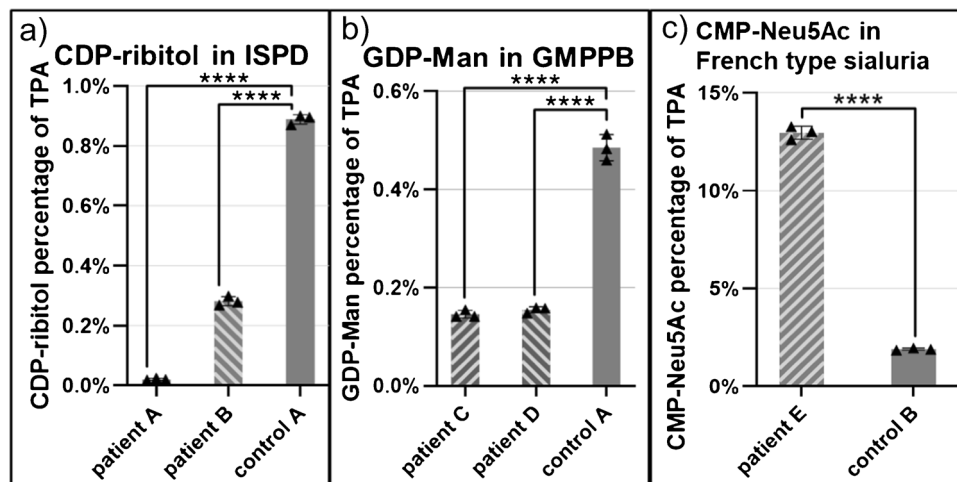 a)
CDP-ribitol in ISPD
****
****
CDP-ribitol percentage of TPA
1.0%
0.8%
0.6%
0.4%
0.2%
0.0%
patient A
patient B
control A
b)
GDP-Man in GMPPB
****
****
GDP-Man percentage of TPA
0.6%
0.4%
0.2%
0.0%
patient C
patient D
control A
c)
CMP-Neu5Ac in
French type sialuria
****
CMP-Neu5Ac percentage of TPA
15%
10%
5%
0%
patient E
control B